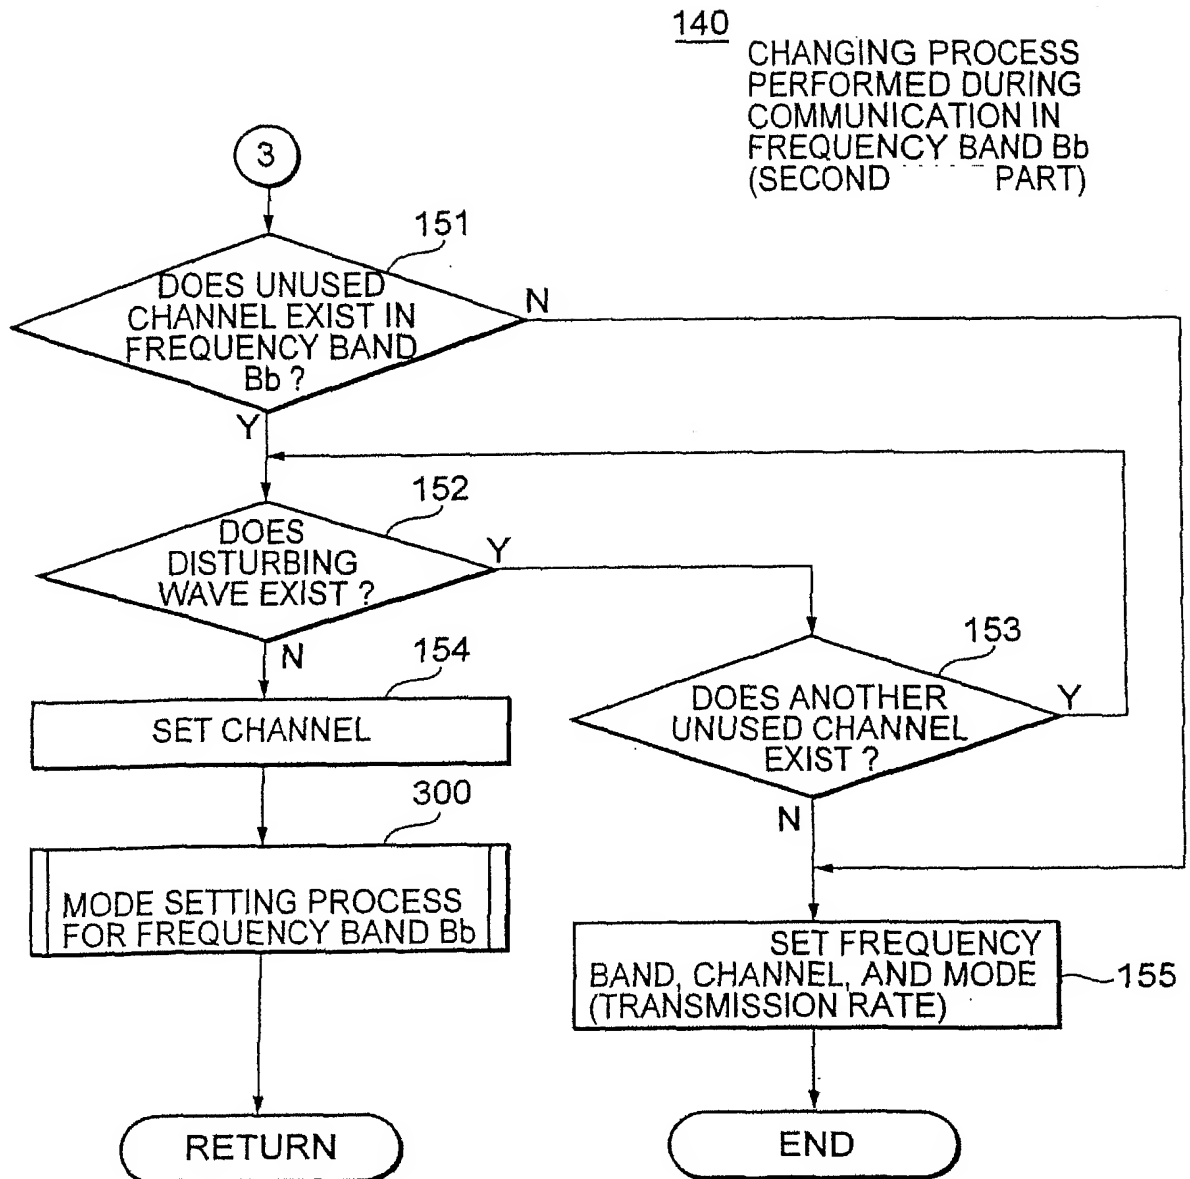 140
CHANGING PROCESS
PERFORMED DURING
COMMUNICATION IN
FREQUENCY BAND Bb
(SECOND PART)
3
151
DOES UNUSED
CHANNEL EXIST IN
FREQUENCY BAND
Bb ?
N
Y
152
DOES
DISTURBING
WAVE EXIST ?
Y
N
153
DOES ANOTHER
UNUSED CHANNEL
EXIST ?
Y
N
154
SET CHANNEL
300
MODE SETTING PROCESS
FOR FREQUENCY BAND Bb
SET FREQUENCY
BAND, CHANNEL, AND MODE
(TRANSMISSION RATE)
155
RETURN
END